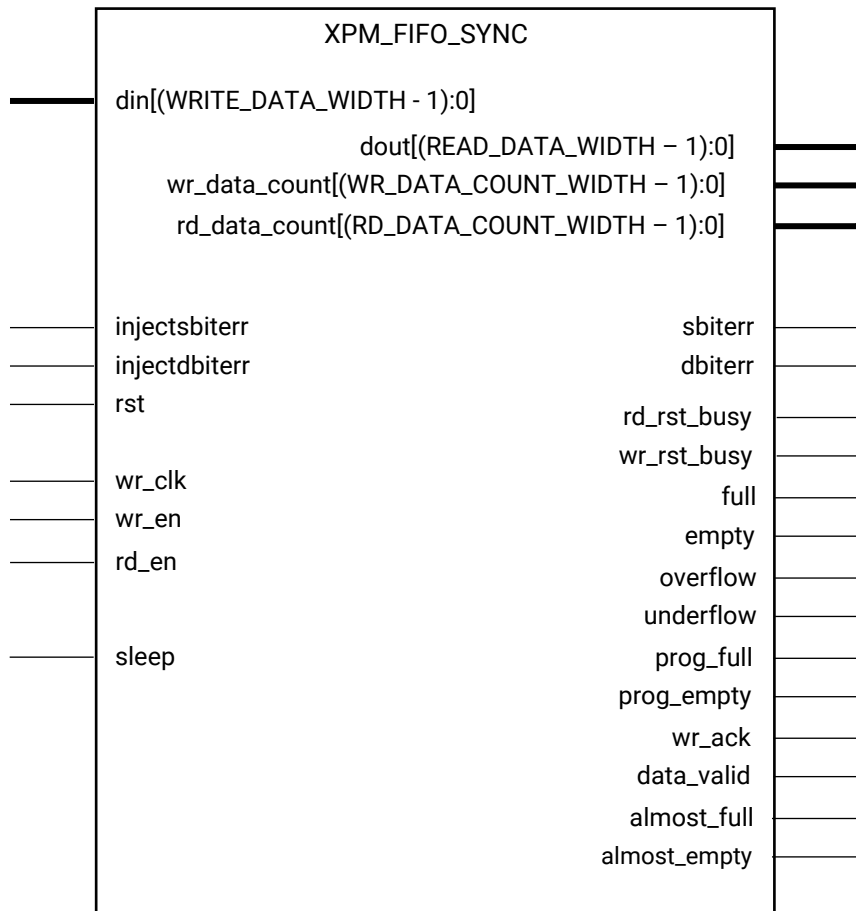 XPM_FIFO_SYNC
din[(WRITE_DATA_WIDTH - 1):0]
dout[(READ_DATA_WIDTH – 1):0]
wr_data_count[(WR_DATA_COUNT_WIDTH – 1):0]
rd_data_count[(RD_DATA_COUNT_WIDTH – 1):0]
injectsbiterr sbiterr
injectdbiterr dbiterr
rst
rd_rst_busy
wr_rst_busy
wr_clk
full
wr_en
empty
rd_en
overflow
underflow
sleep prog_full
prog_empty
wr_ack
data_valid
almost_full
almost_empty